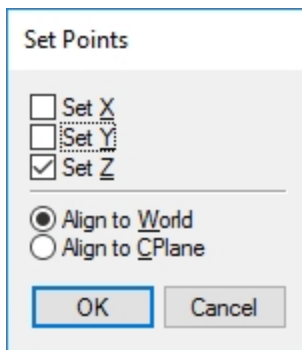 Set Points
Set X
Set Y
Set Z
Align to World
Align to CPlane
OK
Cancel